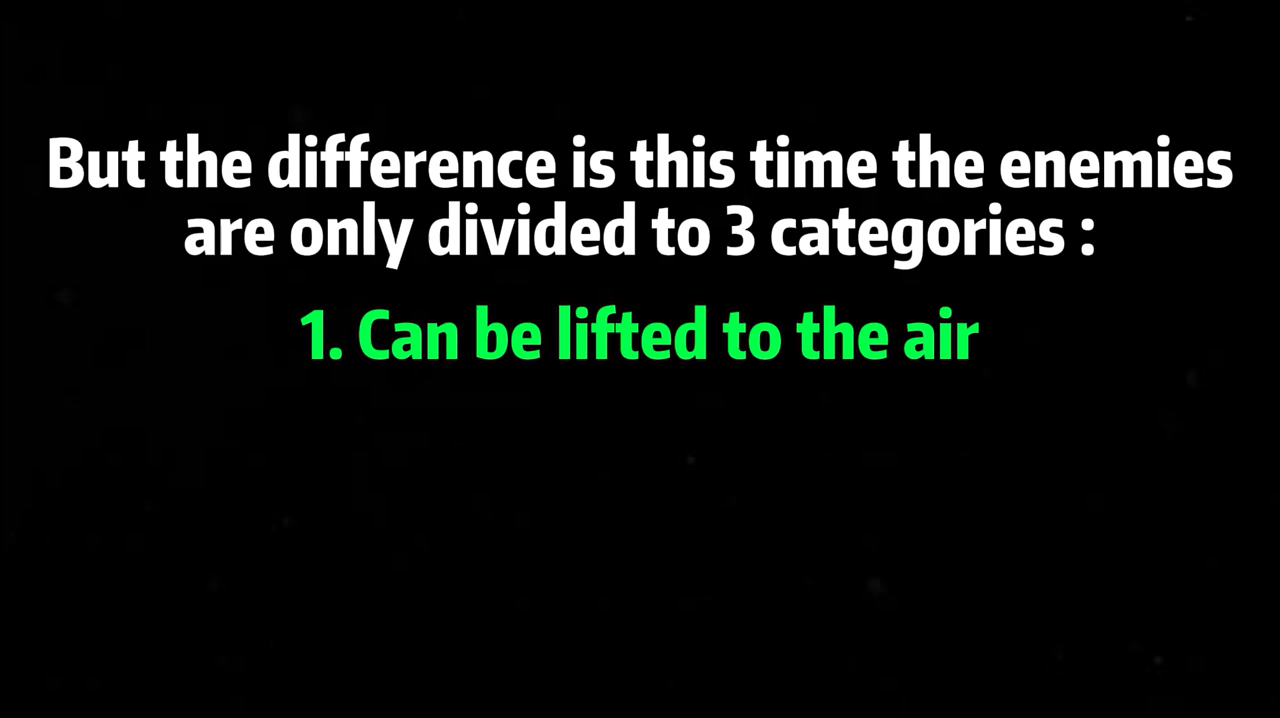 But the difference is this time the enemies
are only divided to 3 categories :
1. Can be lifted to the air